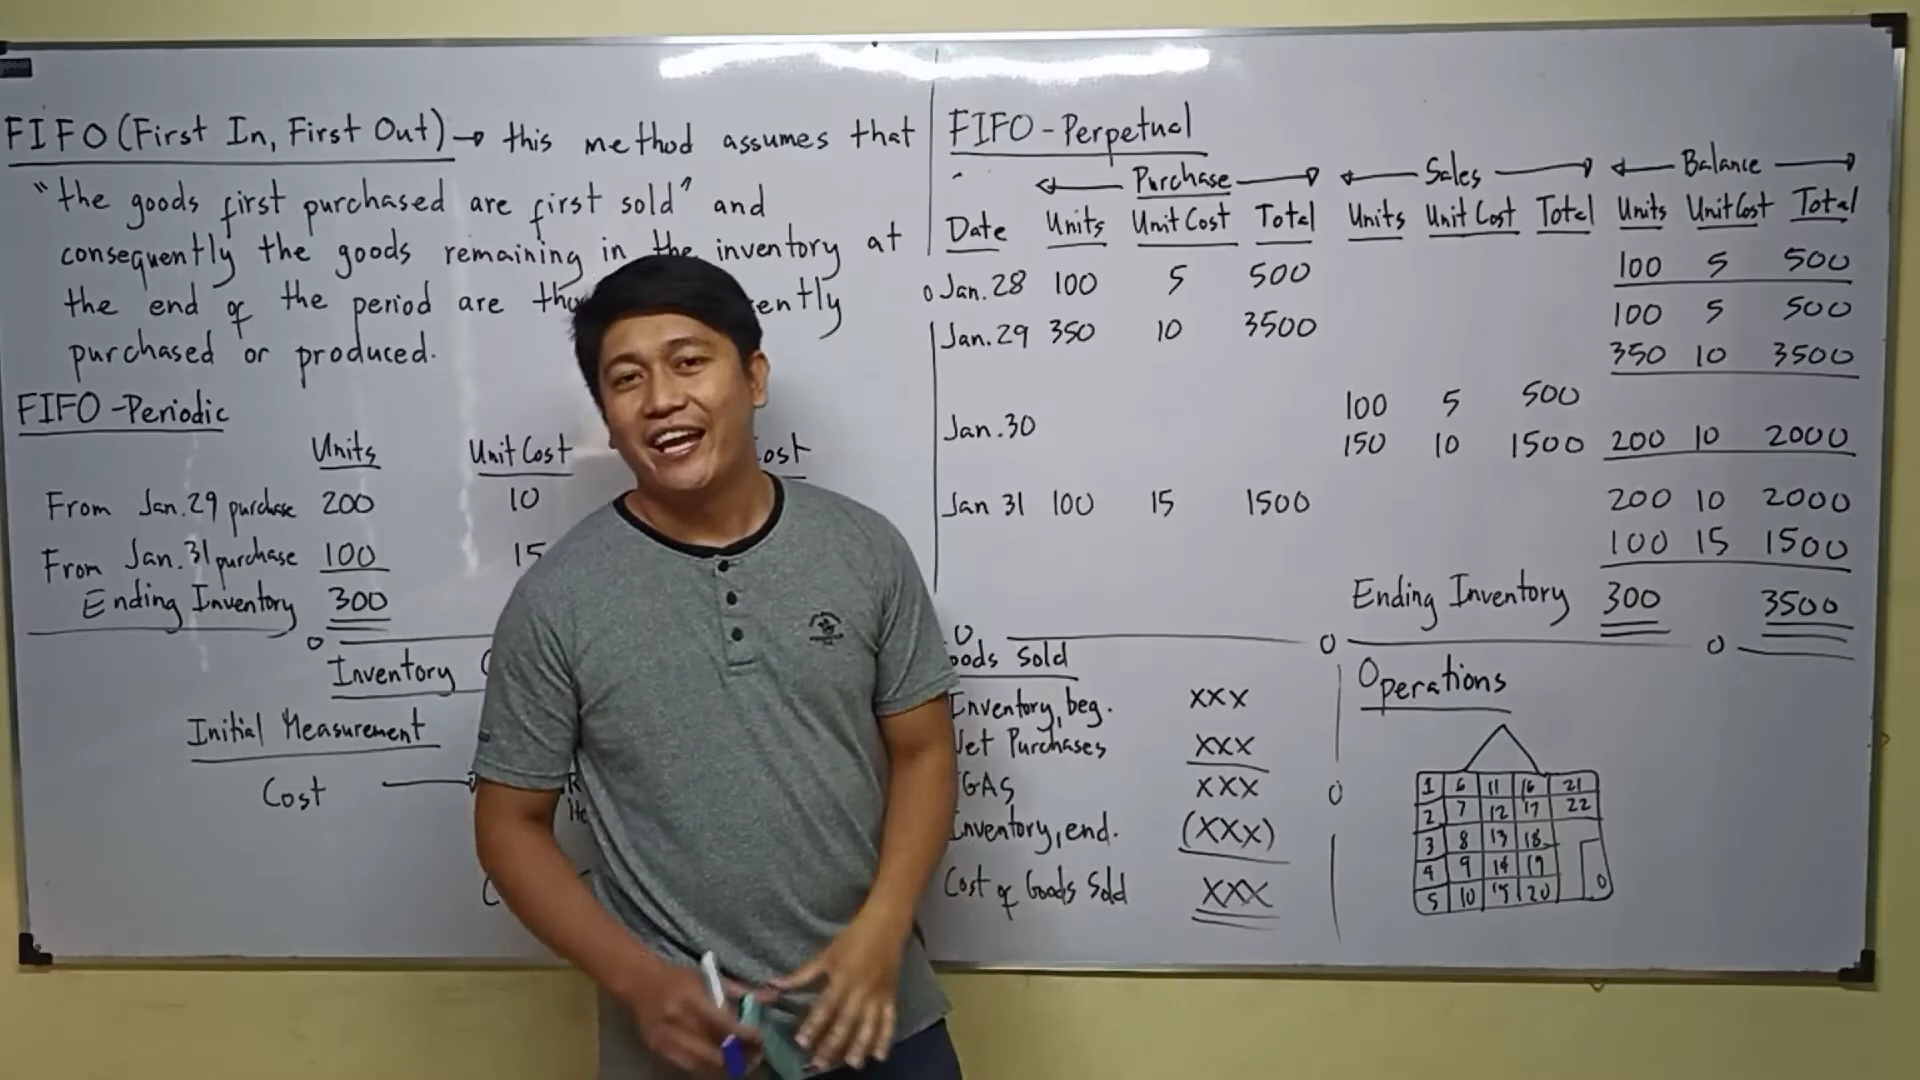 FIFO (First In, First Out) → this method assumes that
"the goods first purchased are first sold" and
consequently the goods remaining in the inventory at
the end of the period are
purchased or produced.
FIFO -Periodic
Units Unit Cost Cost
From Jan. 29 purchase 200 10
From Jan. 31 purchase 100 15
Ending Inventory 300
Inventory
Initial Measurement
Cost
FIFO - Perpetual
Purchase Sales Balance
Date Units Unit Cost Total Units Unit Cost Total Units Unit Cost Total
Jan. 28 100 5 500 100 5 500
Jan. 29 350 10 3500 100 5 500
350 10 3500
100 5 500
Jan. 30 150 10 1500 200 10 2000
Jan 31 100 15 1500 200 10 2000
100 15 1500
Ending Inventory 300 3500
Sold
Inventory, beg. XXX
Purchases XXX
GAS XXX
Inventory, end. (XXX)
Cost of Goods Sold XXX
Operations
1 6 11 16 21
2 7 12 17 22
3 8 13 18
4 9 14 19
5 10 15 20